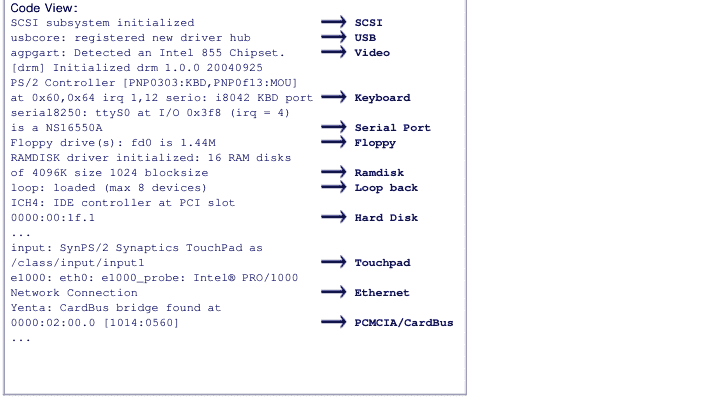 Code View:
SCSI subsystem initialized → SCSI
usbcore: registered new driver hub → USB
agpgart: Detected an Intel 855 Chipset. → Video
[drm] Initialized drm 1.0.0 20040925
PS/2 Controller [PNP0303:KBD,PNP0f13:MOU]
at 0x60,0x64 irq 1,12 serio: i8042 KBD port → Keyboard
serial8250: ttyS0 at I/O 0x3f8 (irq = 4)
is a NS16550A → Serial Port
Floppy drive(s): fd0 is 1.44M → Floppy
RAMDISK driver initialized: 16 RAM disks
of 4096K size 1024 blocksize → Ramdisk
loop: loaded (max 8 devices) → Loop back
ICH4: IDE controller at PCI slot
0000:00:1f.1 → Hard Disk
...
input: SynPS/2 Synaptics TouchPad as
/class/input/input1 → Touchpad
e1000: eth0: e1000_probe: Intel® PRO/1000
Network Connection → Ethernet
Yenta: CardBus bridge found at
0000:02:00.0 [1014:0560] → PCMCIA/CardBus
...